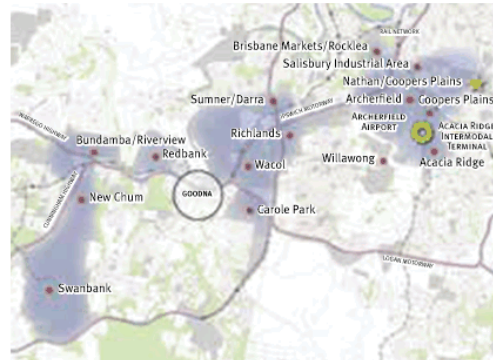 RAIL NETWORK
Brisbane Markets/Rocklea
Salisbury Industrial Area
Nathan/Coopers Plains
Sumner/Darra
Archerfield
Coopers Plains
IPSWICH MOTORWAY
ARCHERFIELD
AIRPORT
ACACIA RIDGE
INTERMODAL
TERMINAL
WARREGO HIGHWAY
Richlands
Bundamba/Riverview
Redbank
Wacol
Willawong
Acacia Ridge
CUNNINGHAM HIGHWAY
New Chum
GOODNA
Carole Park
LOGAN MOTORWAY
Swanbank